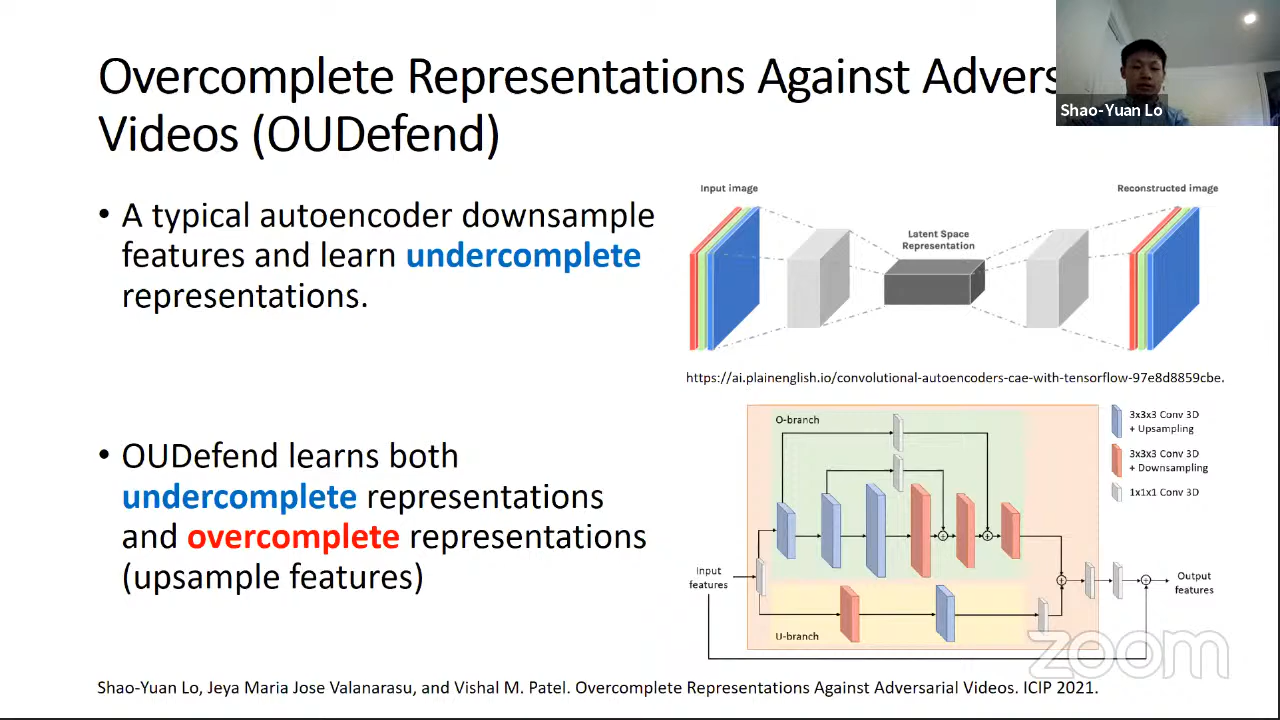 Overcomplete Representations Against Advers
Videos (OUDefend)
Shao-Yuan Lo
• A typical autoencoder downsample
features and learn undercomplete
representations.
Input image
Reconstructed image
Latent Space
Representation
https://ai.plainenglish.io/convolutional-autoencoders-cae-with-tensorflow-97e8d8859cbe.
• OUDefend learns both
undercomplete representations
and overcomplete representations
(upsample features)
O-branch
3x3x3 Conv 3D
+ Upsampling
3x3x3 Conv 3D
+ Downsampling
1x1x1 Conv 3D
Input
features
Output
features
U-branch
zoom
Shao-Yuan Lo, Jeya Maria Jose Valanarasu, and Vishal M. Patel. Overcomplete Representations Against Adversarial Videos. ICIP 2021.